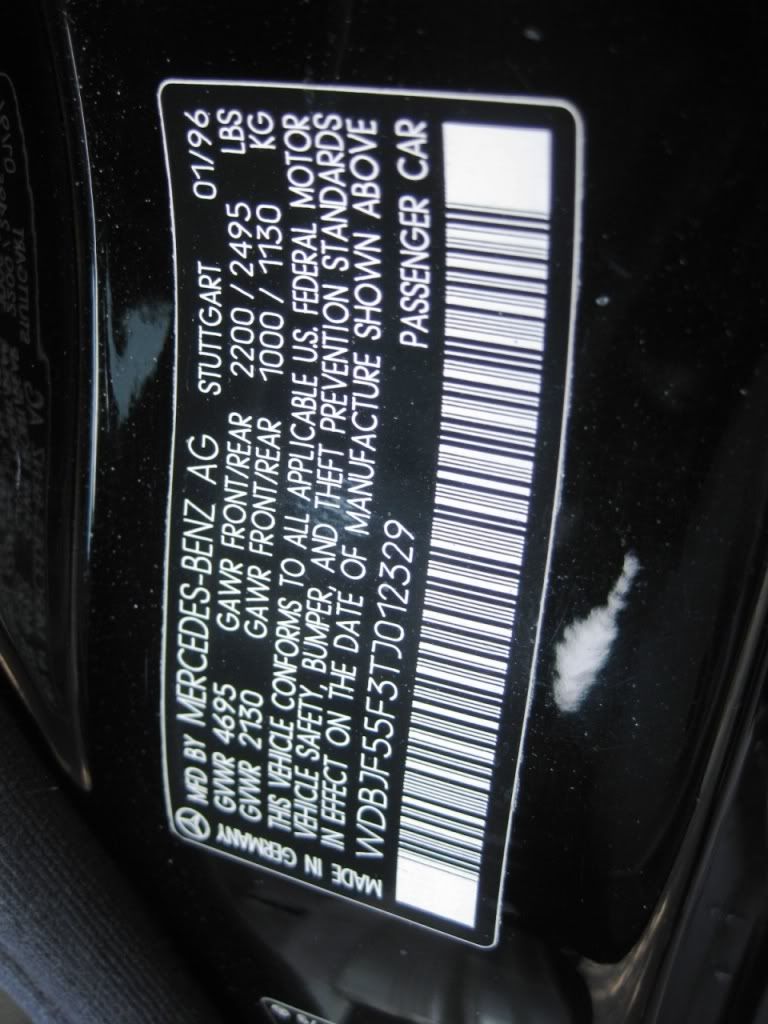 MFD BY MERCEDES-BENZ AG STUTTGART 01/96
GVWR 4695 GAWR FRONT/REAR 2200 / 2495 LBS
GVWR 2130 GAWR FRONT/REAR 1000 / 1130 KG
THIS VEHICLE CONFORMS TO ALL APPLICABLE U.S. FEDERAL MOTOR
VEHICLE SAFETY, BUMPER, AND THEFT PREVENTION STANDARDS
IN EFFECT ON THE DATE OF MANUFACTURE SHOWN ABOVE
WDBJF55F3TJ012329 PASSENGER CAR
MADE IN GERMANY